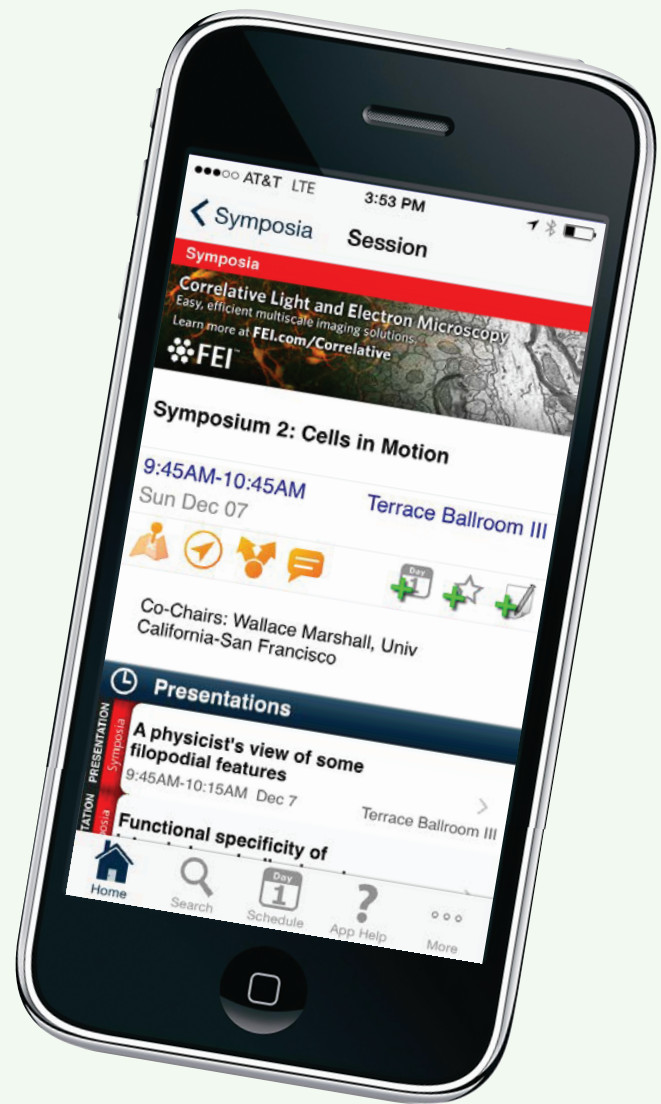 AT&T LTE
3:53 PM
Symposia
Session
Symposia
Correlative Light and Electron Microscopy
Easy, efficient multiscale imaging solutions.
Learn more at FEI.com/Correlative
FEI™
Symposium 2: Cells in Motion
9:45AM-10:45AM
Terrace Ballroom III
Sun Dec 07
Day
1
Co-Chairs: Wallace Marshall, Univ
California-San Francisco
Presentations
PRESENTATION
Symposia
A physicist's view of some
filopodial features
9:45AM-10:15AM Dec 7
Terrace Ballroom III
Functional specificity of
Home
Search
Day
1
Schedule
?
App Help
More